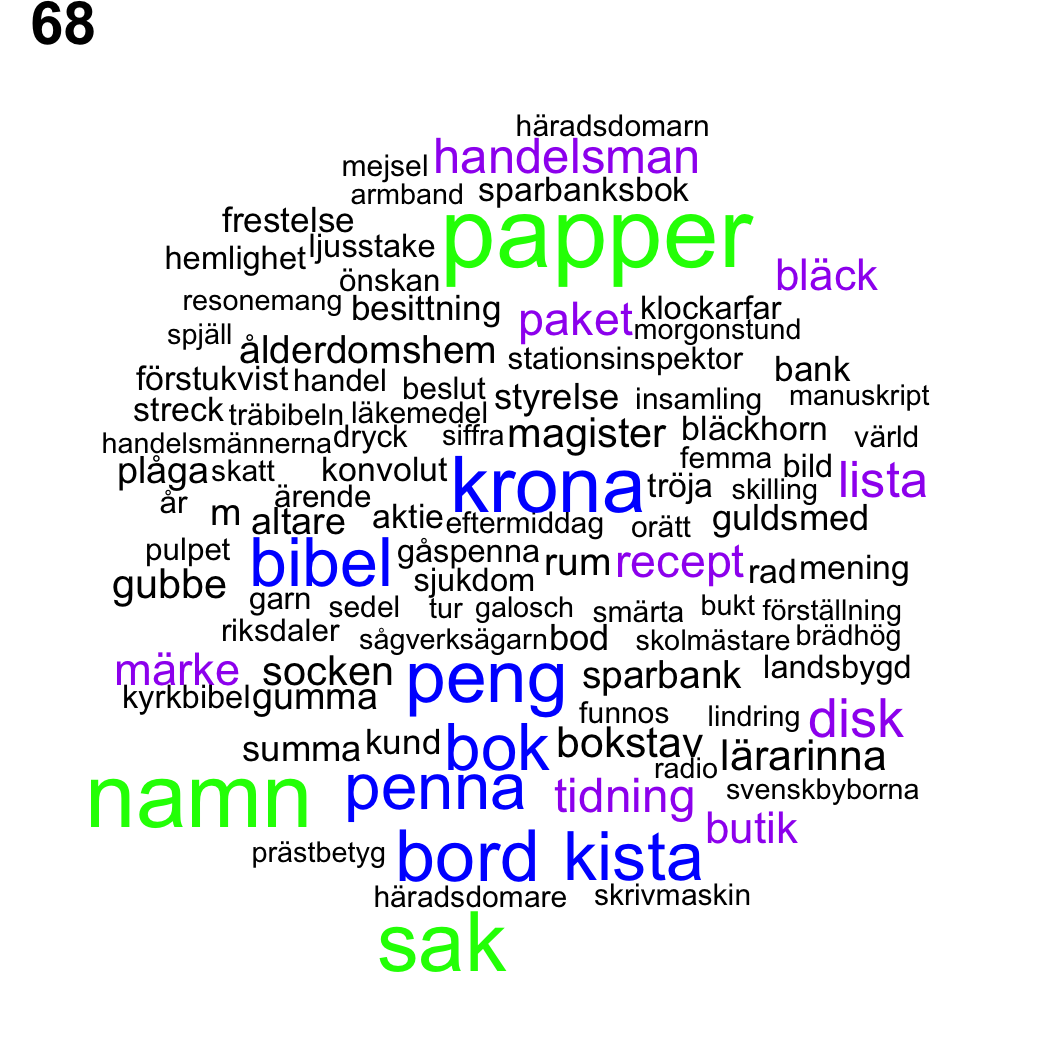 68
häradsdomarn
mejsel handelsman
armband sparbanksbok
frestelse papper
hemlighet ljusstake
önskan bläck
resonemang besittning paket klockarfar
spjäll morgonstund
ålderdomshem stationsinspektor
förstukvist handel beslut styrelse insamling bank manuskript
streck träbibeln läkemedel
handelsmännerna dryck siffra magister bläckhorn värld
plåga skatt konvolut krona tröja femma bild lista
skilling
år ärende
m altare aktie eftermiddag orätt guldsmed
pulpet bibel gåspenna rum recept rad mening
gubbe sjukdom
garn sedel tur galosch smärta bukt förställning
riksdaler sågverksägarn bod skolmästare brädhög
märke socken peng sparbank landsbygd
kyrkbibel gumma
funnos lindring disk
summa kund bok bokstav lärarinna
radio
namn penna tidning svenskbyborna
butik
prästbetyg bord kista
häradsdomare skrivmaskin
sak